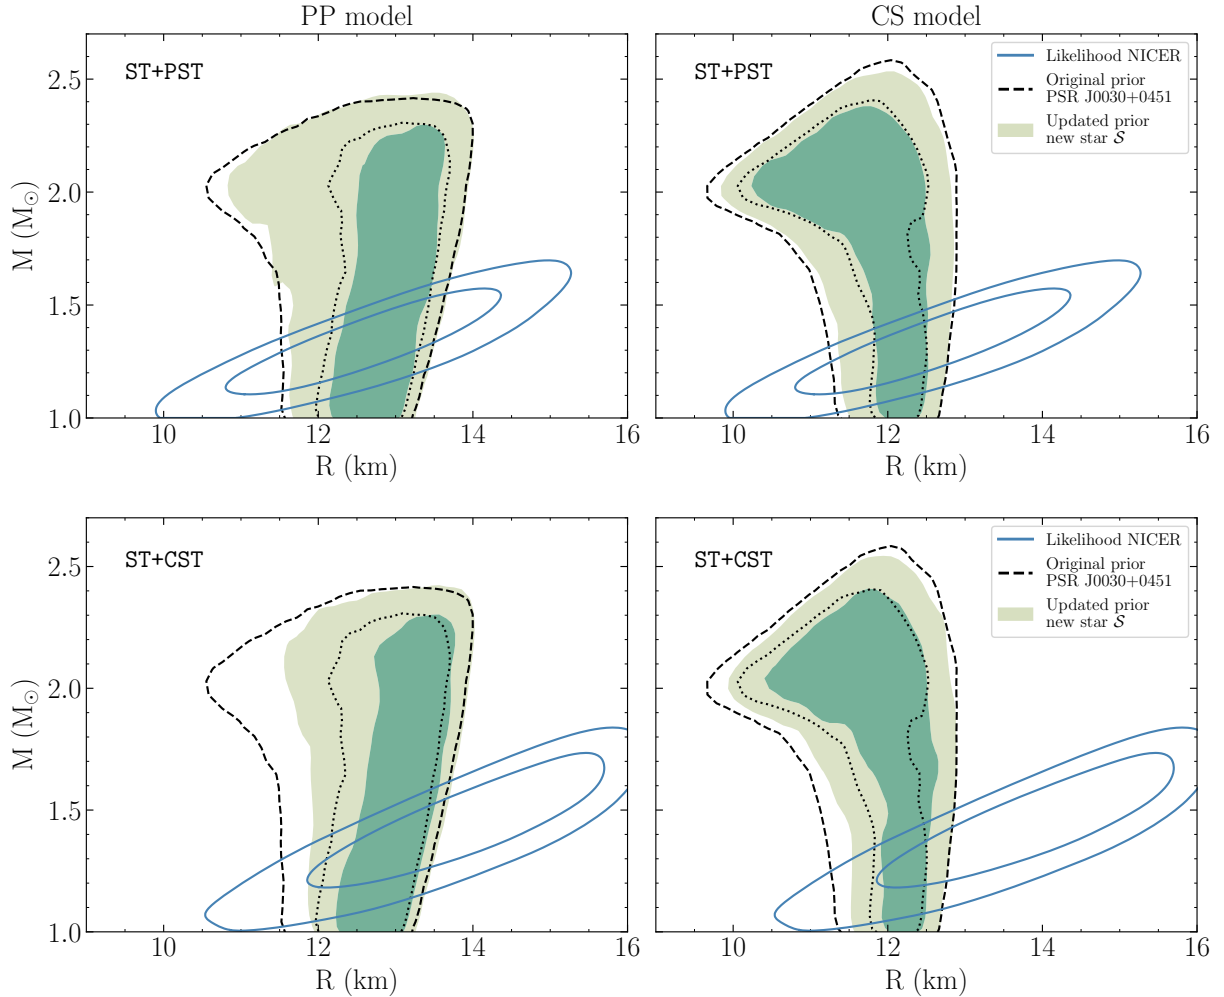 PP model
CS model
ST+PST
2.5
2.0
1.5
1.0
M (M⊙)
10
12
14
16
R (km)
ST+PST
Likelihood NICER
Original prior
PSR J0030+0451
Updated prior
new star 𝒮
10
12
14
16
R (km)
ST+CST
2.5
2.0
1.5
1.0
M (M⊙)
10
12
14
16
R (km)
ST+CST
Likelihood NICER
Original prior
PSR J0030+0451
Updated prior
new star 𝒮
10
12
14
16
R (km)